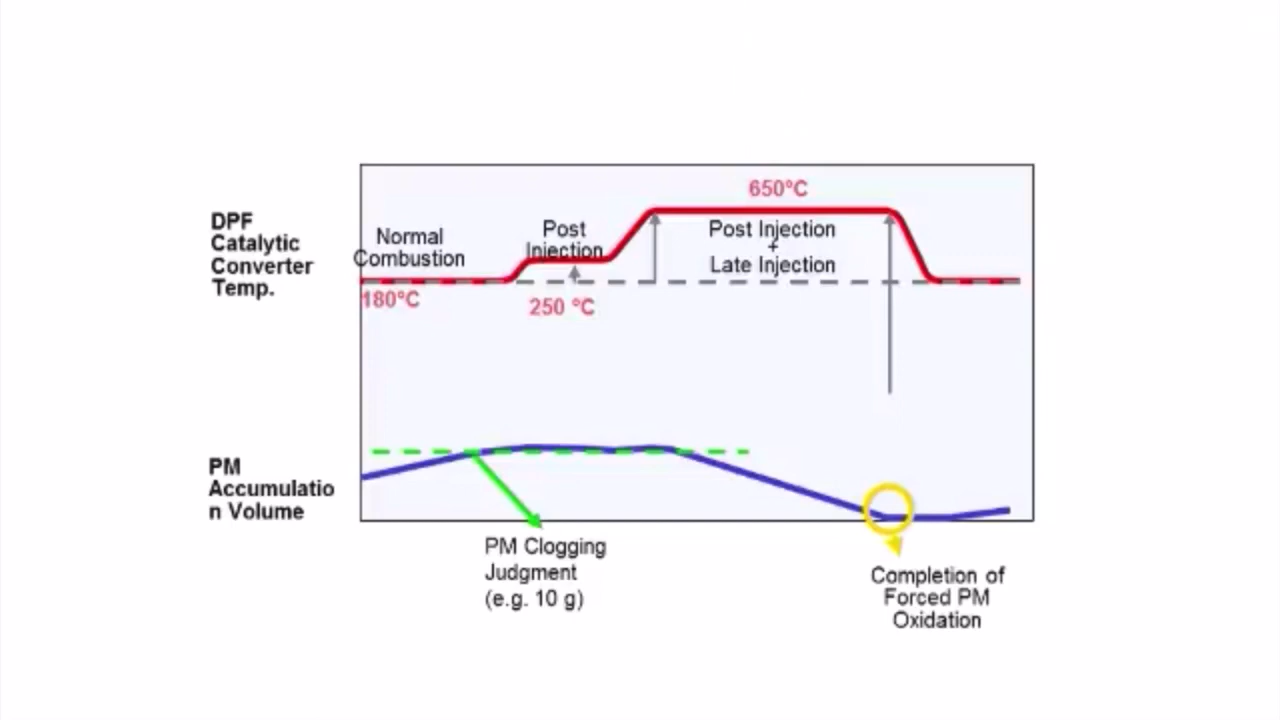 DPF
Catalytic
Converter
Temp.
Normal
Combustion
180°C
Post
Injection
250 °C
650°C
Post Injection
+
Late Injection
PM
Accumulatio
n Volume
PM Clogging
Judgment
(e.g. 10 g)
Completion of
Forced PM
Oxidation